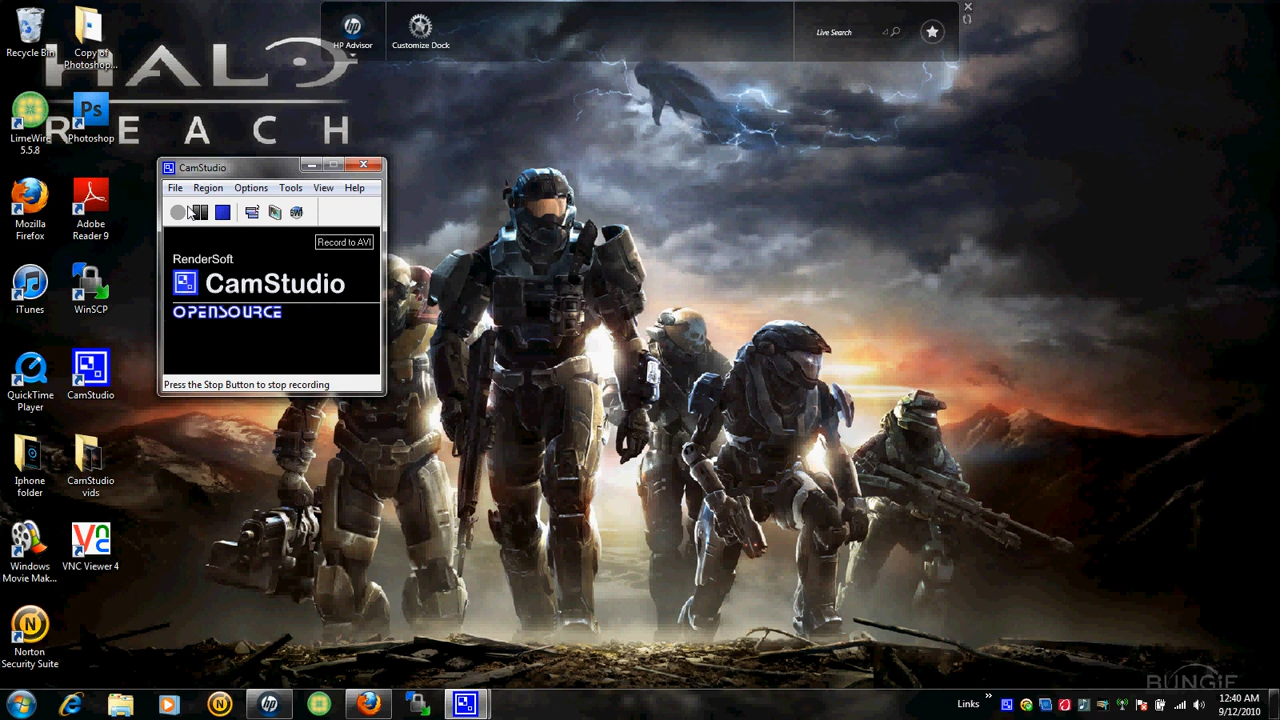 HP Advisor
Customize Dock
Live Search
HALO
REACH
Recycle Bin
Copy of
Photoshop...
LimeWire
5.5.8
Ps
Photoshop
Mozilla
Firefox
Adobe
Reader 9
iTunes
WinSCP
QuickTime
Player
CamStudio
Iphone
folder
CamStudio
vids
Windows
Movie Mak...
VNC Viewer 4
Norton
Security Suite
CamStudio
File Region Options Tools View Help
Record to AVI
RenderSoft
CamStudio
OPENSOURCE
Press the Stop Button to stop recording
BUNGIE
Links
12:40 AM
9/12/2010